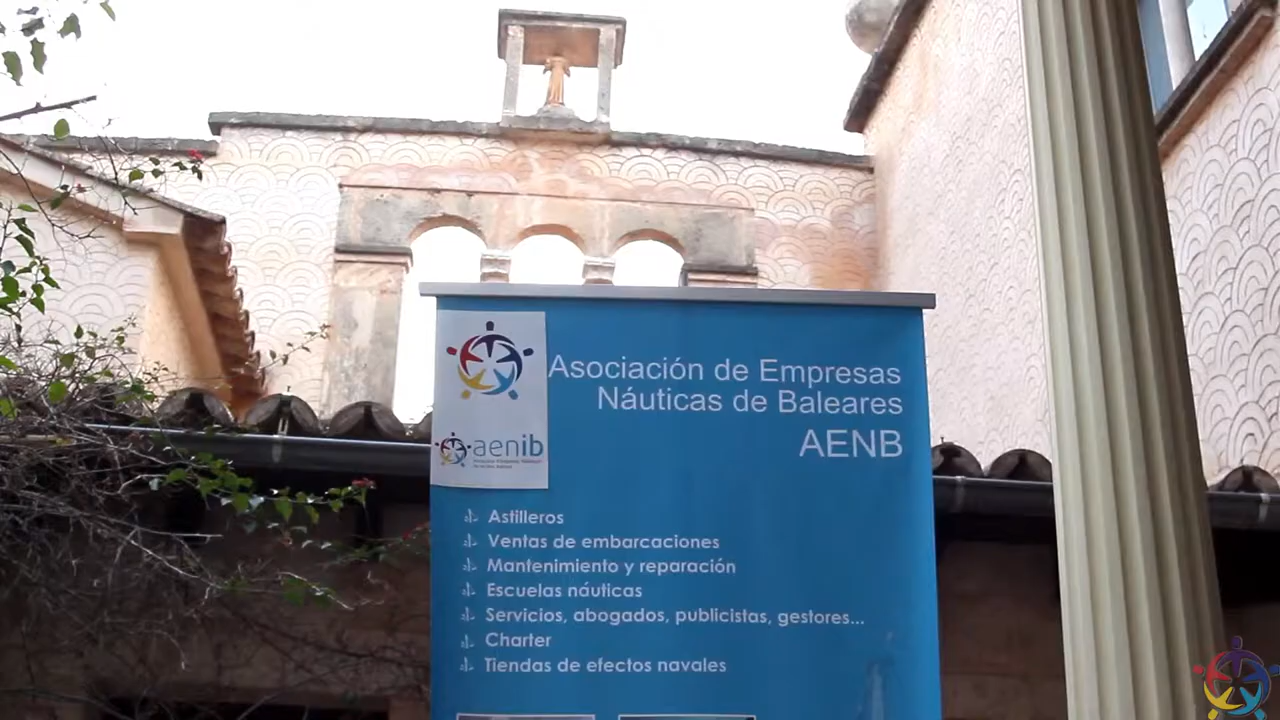 Asociación de Empresas
Náuticas de Baleares
AENB
aenib
Astilleros
Ventas de embarcaciones
Mantenimiento y reparación
Escuelas náuticas
Servicios, abogados, publicistas, gestores...
Charter
Tiendas de efectos navales